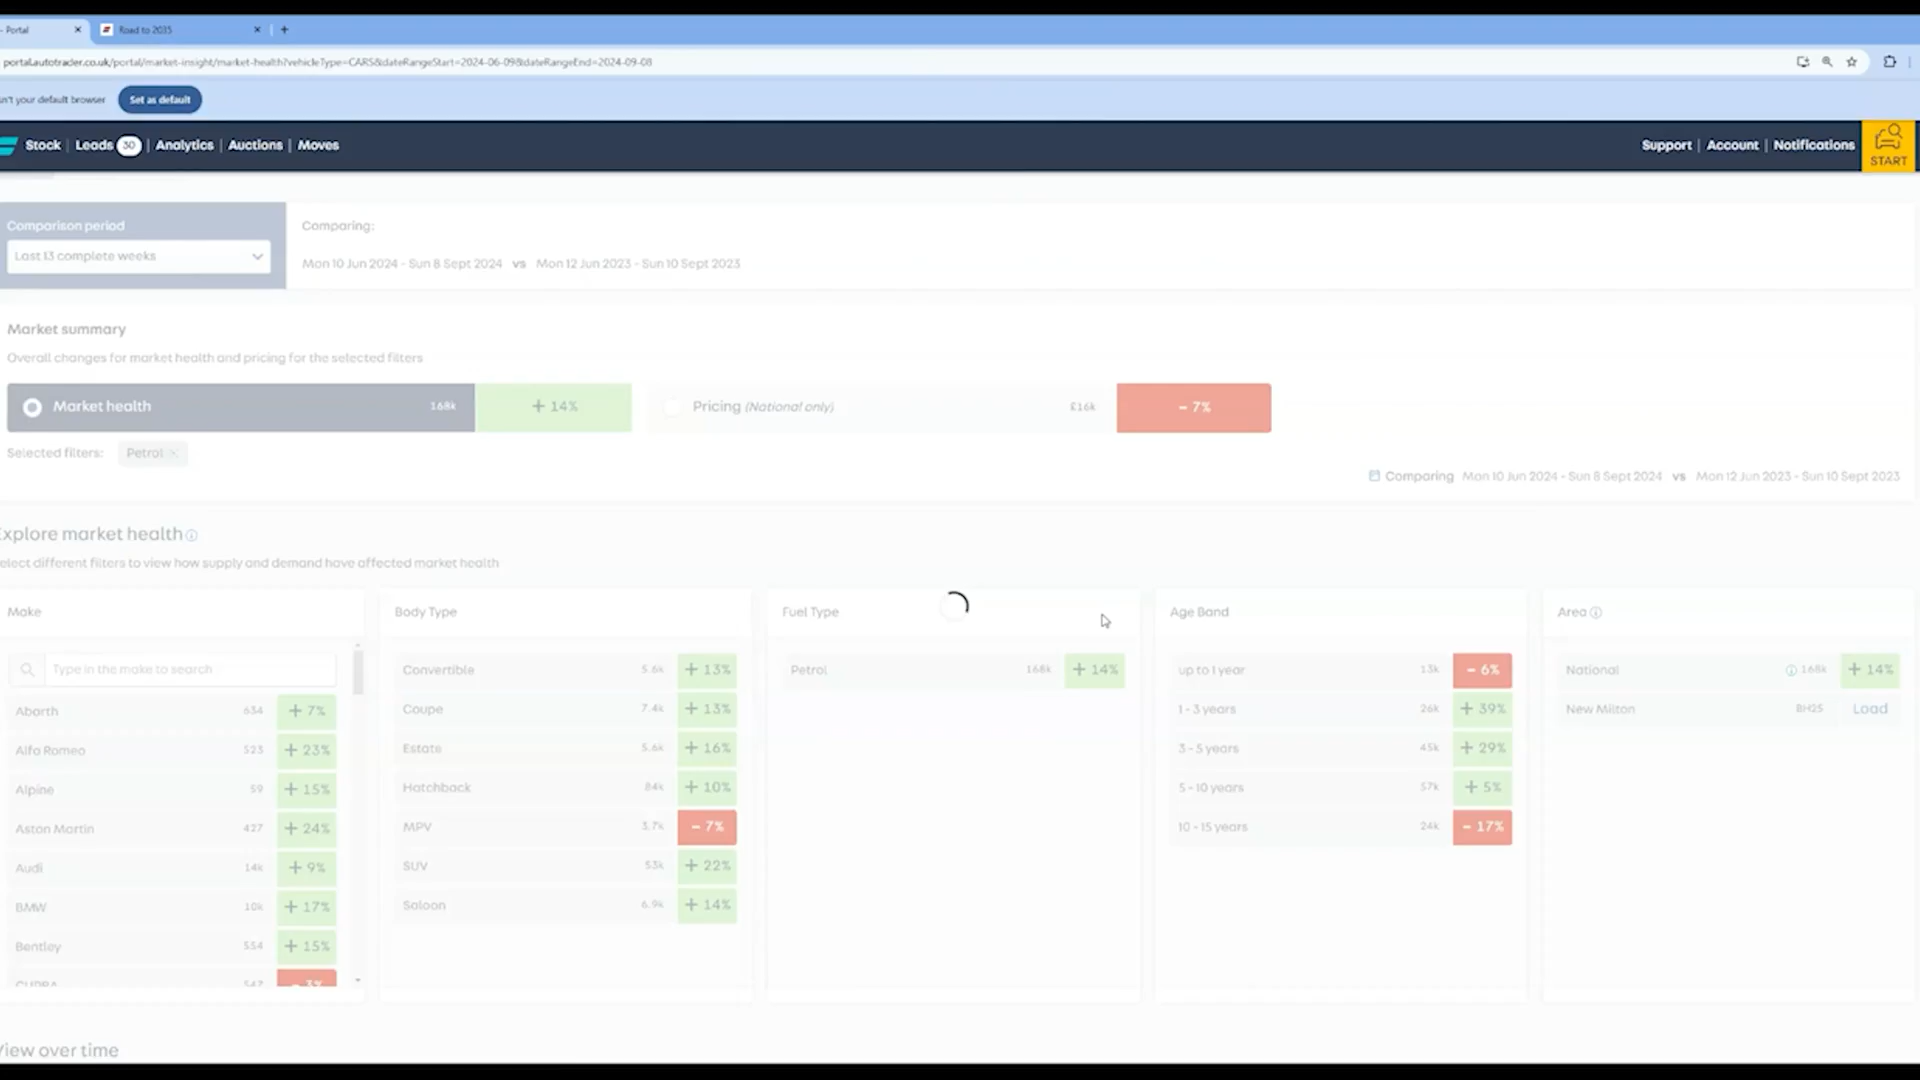 - Portal
Road to 2035
portal.autotrader.co.uk/portal/market-insight/market-health?vehicleType=CARS&dateRangeStart=2024-06-09&dateRangeEnd=2024-09-08
n't your default browser Set as default
Stock | Leads 30 | Analytics | Auctions | Moves
Support | Account | Notifications
START
Comparison period
Last 13 complete weeks
Comparing:
Mon 10 Jun 2024 - Sun 8 Sept 2024 vs Mon 12 Jun 2023 - Sun 10 Sept 2023
Market summary
Overall changes for market health and pricing for the selected filters
Market health 168k + 14%
Pricing (National only) £16k - 7%
Selected filters: Petrol ×
Comparing Mon 10 Jun 2024 - Sun 8 Sept 2024 vs Mon 12 Jun 2023 - Sun 10 Sept 2023
Explore market health
elect different filters to view how supply and demand have affected market health
Make
Type in the make to search
Abarth 634 + 7%
Alfa Romeo 523 + 23%
Alpine 59 + 15%
Aston Martin 427 + 24%
Audi 14k + 9%
BMW 10k + 17%
Bentley 554 + 15%
CUPRA 547 - 3%
Body Type
Convertible 5.6k + 13%
Coupe 7.4k + 13%
Estate 5.6k + 16%
Hatchback 84k + 10%
MPV 3.7k - 7%
SUV 53k + 22%
Saloon 6.9k + 14%
Fuel Type
Petrol 168k + 14%
Age Band
up to 1 year 13k - 6%
1 - 3 years 26k + 39%
3 - 5 years 45k + 29%
5 - 10 years 57k + 5%
10 - 15 years 24k - 17%
Area
National 168k + 14%
New Milton BH25 Load
View over time